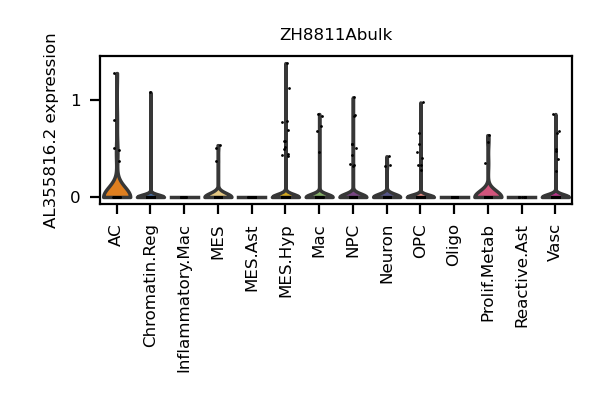 ZH8811Abulk
AL355816.2 expression
1
0
AC
Chromatin.Reg
Inflammatory.Mac
MES
MES.Ast
MES.Hyp
Mac
NPC
Neuron
OPC
Oligo
Prolif.Metab
Reactive.Ast
Vasc